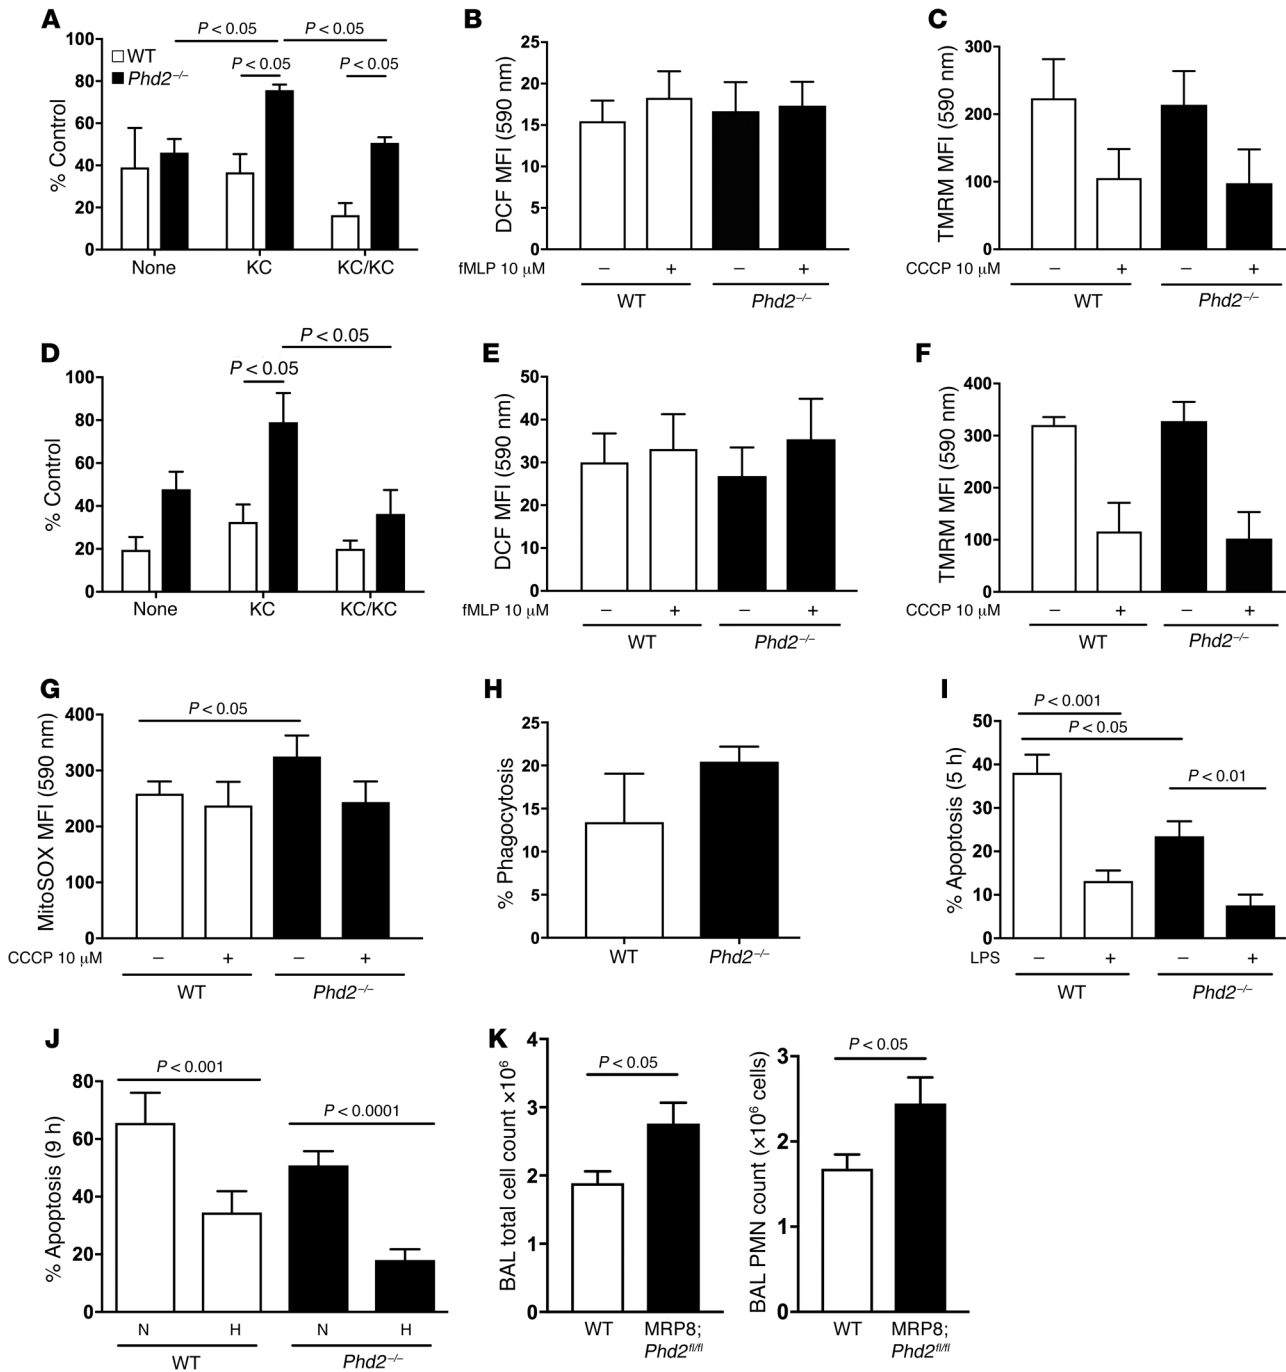 A
P < 0.05
P < 0.05
WT
Phd2–/–
P < 0.05
P < 0.05
% Control
100
80
60
40
20
0
None KC KC/KC
B
DCF MFI (590 nm)
25
20
15
10
5
0
fMLP 10 μM – + – +
WT Phd2–/–
C
TMRM MFI (590 nm)
300
200
100
0
CCCP 10 μM – + – +
WT Phd2–/–
D
P < 0.05
P < 0.05
% Control
100
80
60
40
20
0
None KC KC/KC
E
DCF MFI (590 nm)
50
40
30
20
10
0
fMLP 10 μM – + – +
WT Phd2–/–
F
TMRM MFI (590 nm)
400
300
200
100
0
CCCP 10 μM – + – +
WT Phd2–/–
G
P < 0.05
MitoSOX MFI (590 nm)
400
300
200
100
0
CCCP 10 μM – + – +
WT Phd2–/–
H
% Phagocytosis
25
20
15
10
5
0
WT Phd2–/–
I
P < 0.001
P < 0.05
P < 0.01
% Apoptosis (5 h)
50
40
30
20
10
0
LPS – + – +
WT Phd2–/–
J
P < 0.001
P < 0.0001
% Apoptosis (9 h)
80
60
40
20
0
N H N H
WT Phd2–/–
K
P < 0.05
BAL total cell count ×10⁶
4
3
2
1
0
WT MRP8;
Phd2fl/fl
P < 0.05
BAL PMN count (×10⁶ cells)
3
2
1
0
WT MRP8;
Phd2fl/fl